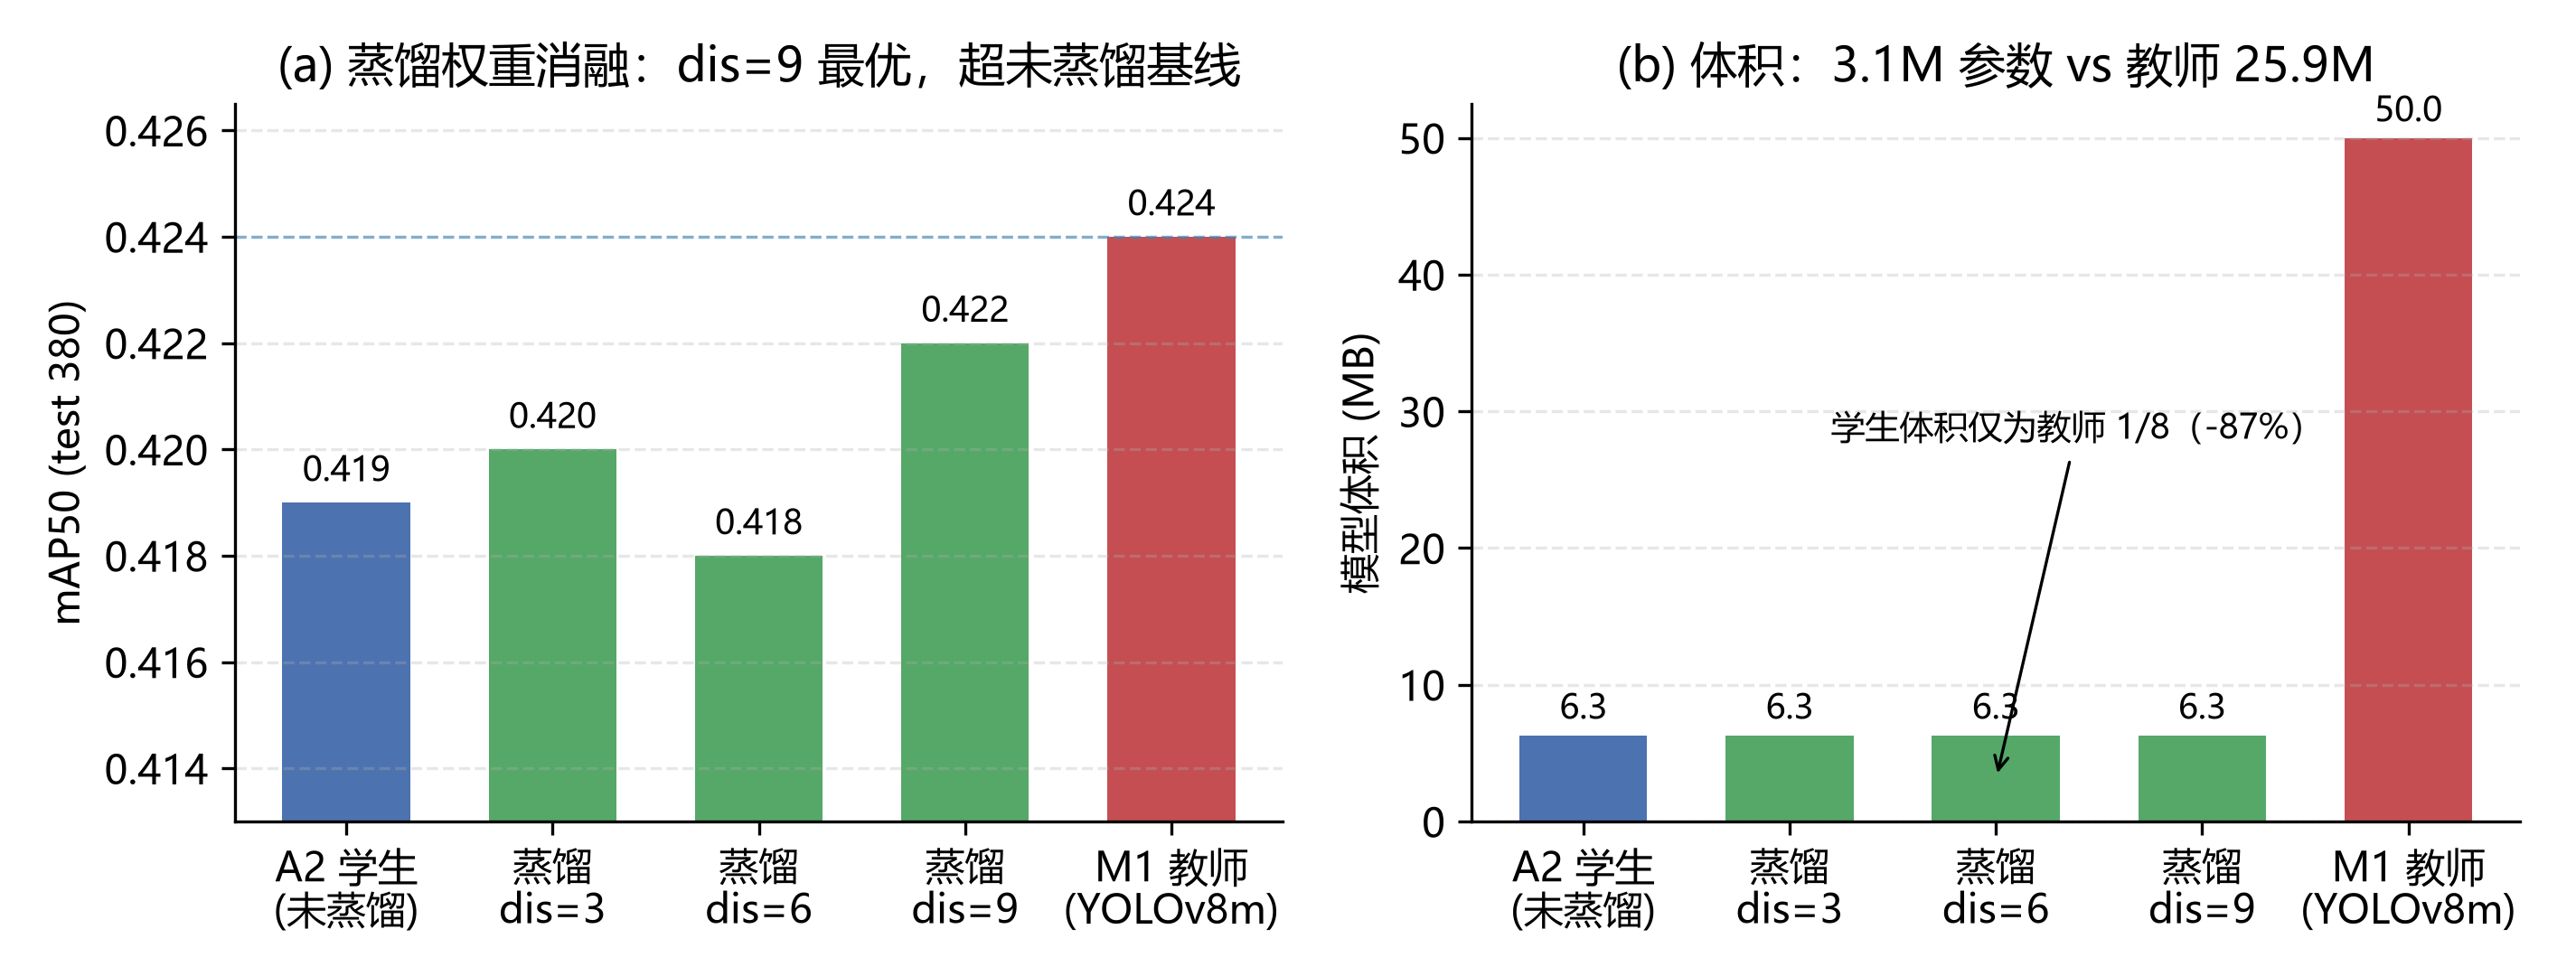 (a) 蒸馏权重消融：dis=9 最优，超未蒸馏基线
mAP50 (test 380)
0.426
0.424
0.422
0.420
0.418
0.416
0.414
0.419
0.420
0.418
0.422
0.424
A2 学生
(未蒸馏)
蒸馏
dis=3
蒸馏
dis=6
蒸馏
dis=9
M1 教师
(YOLOv8m)
(b) 体积：3.1M 参数 vs 教师 25.9M
模型体积 (MB)
50
40
30
20
10
0
50.0
学生体积仅为教师 1/8（-87%）
6.3
6.3
6.3
6.3
A2 学生
(未蒸馏)
蒸馏
dis=3
蒸馏
dis=6
蒸馏
dis=9
M1 教师
(YOLOv8m)